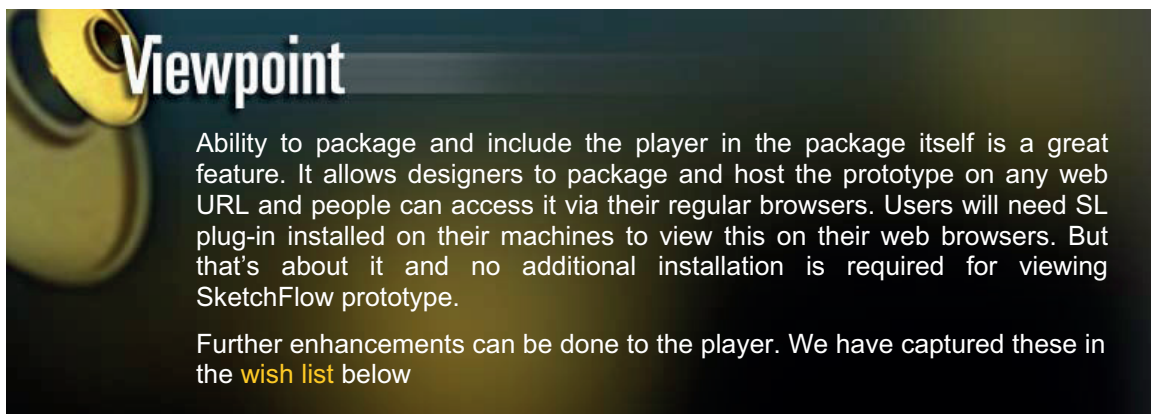 Viewpoint
Ability to package and include the player in the package itself is a great
feature. It allows designers to package and host the prototype on any web
URL and people can access it via their regular browsers. Users will need SL
plug-in installed on their machines to view this on their web browsers. But
that’s about it and no additional installation is required for viewing
SketchFlow prototype.
Further enhancements can be done to the player. We have captured these in
the wish list below